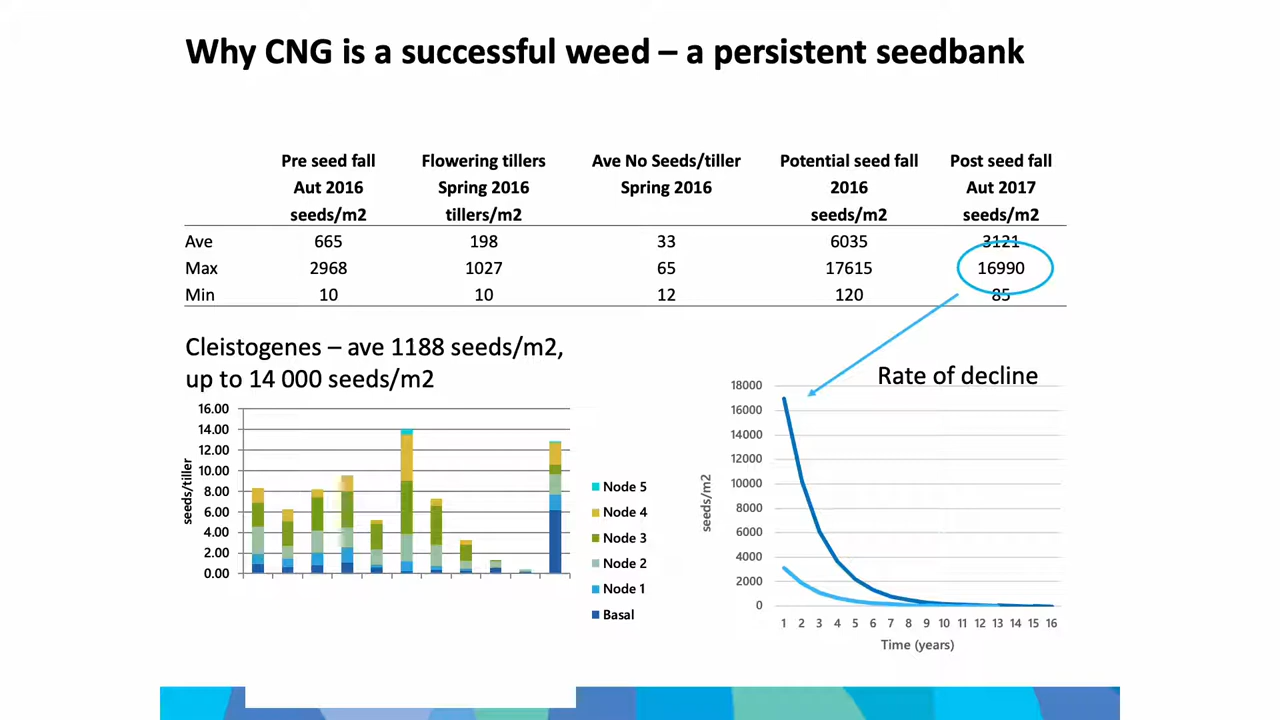 Why CNG is a successful weed – a persistent seedbank
Pre seed fall Flowering tillers Ave No Seeds/tiller Potential seed fall Post seed fall
Aut 2016 Spring 2016 Spring 2016 2016 Aut 2017
seeds/m2 tillers/m2 seeds/m2 seeds/m2
Ave 665 198 33 6035 3121
Max 2968 1027 65 17615 16990
Min 10 10 12 120 85
Cleistogenes – ave 1188 seeds/m2,
up to 14 000 seeds/m2
16.00
14.00
12.00
10.00
8.00
6.00
4.00
2.00
0.00
seeds/tiller
Node 5
Node 4
Node 3
Node 2
Node 1
Basal
Rate of decline
18000
16000
14000
12000
10000
8000
6000
4000
2000
0
seeds/m2
1 2 3 4 5 6 7 8 9 10 11 12 13 14 15 16
Time (years)